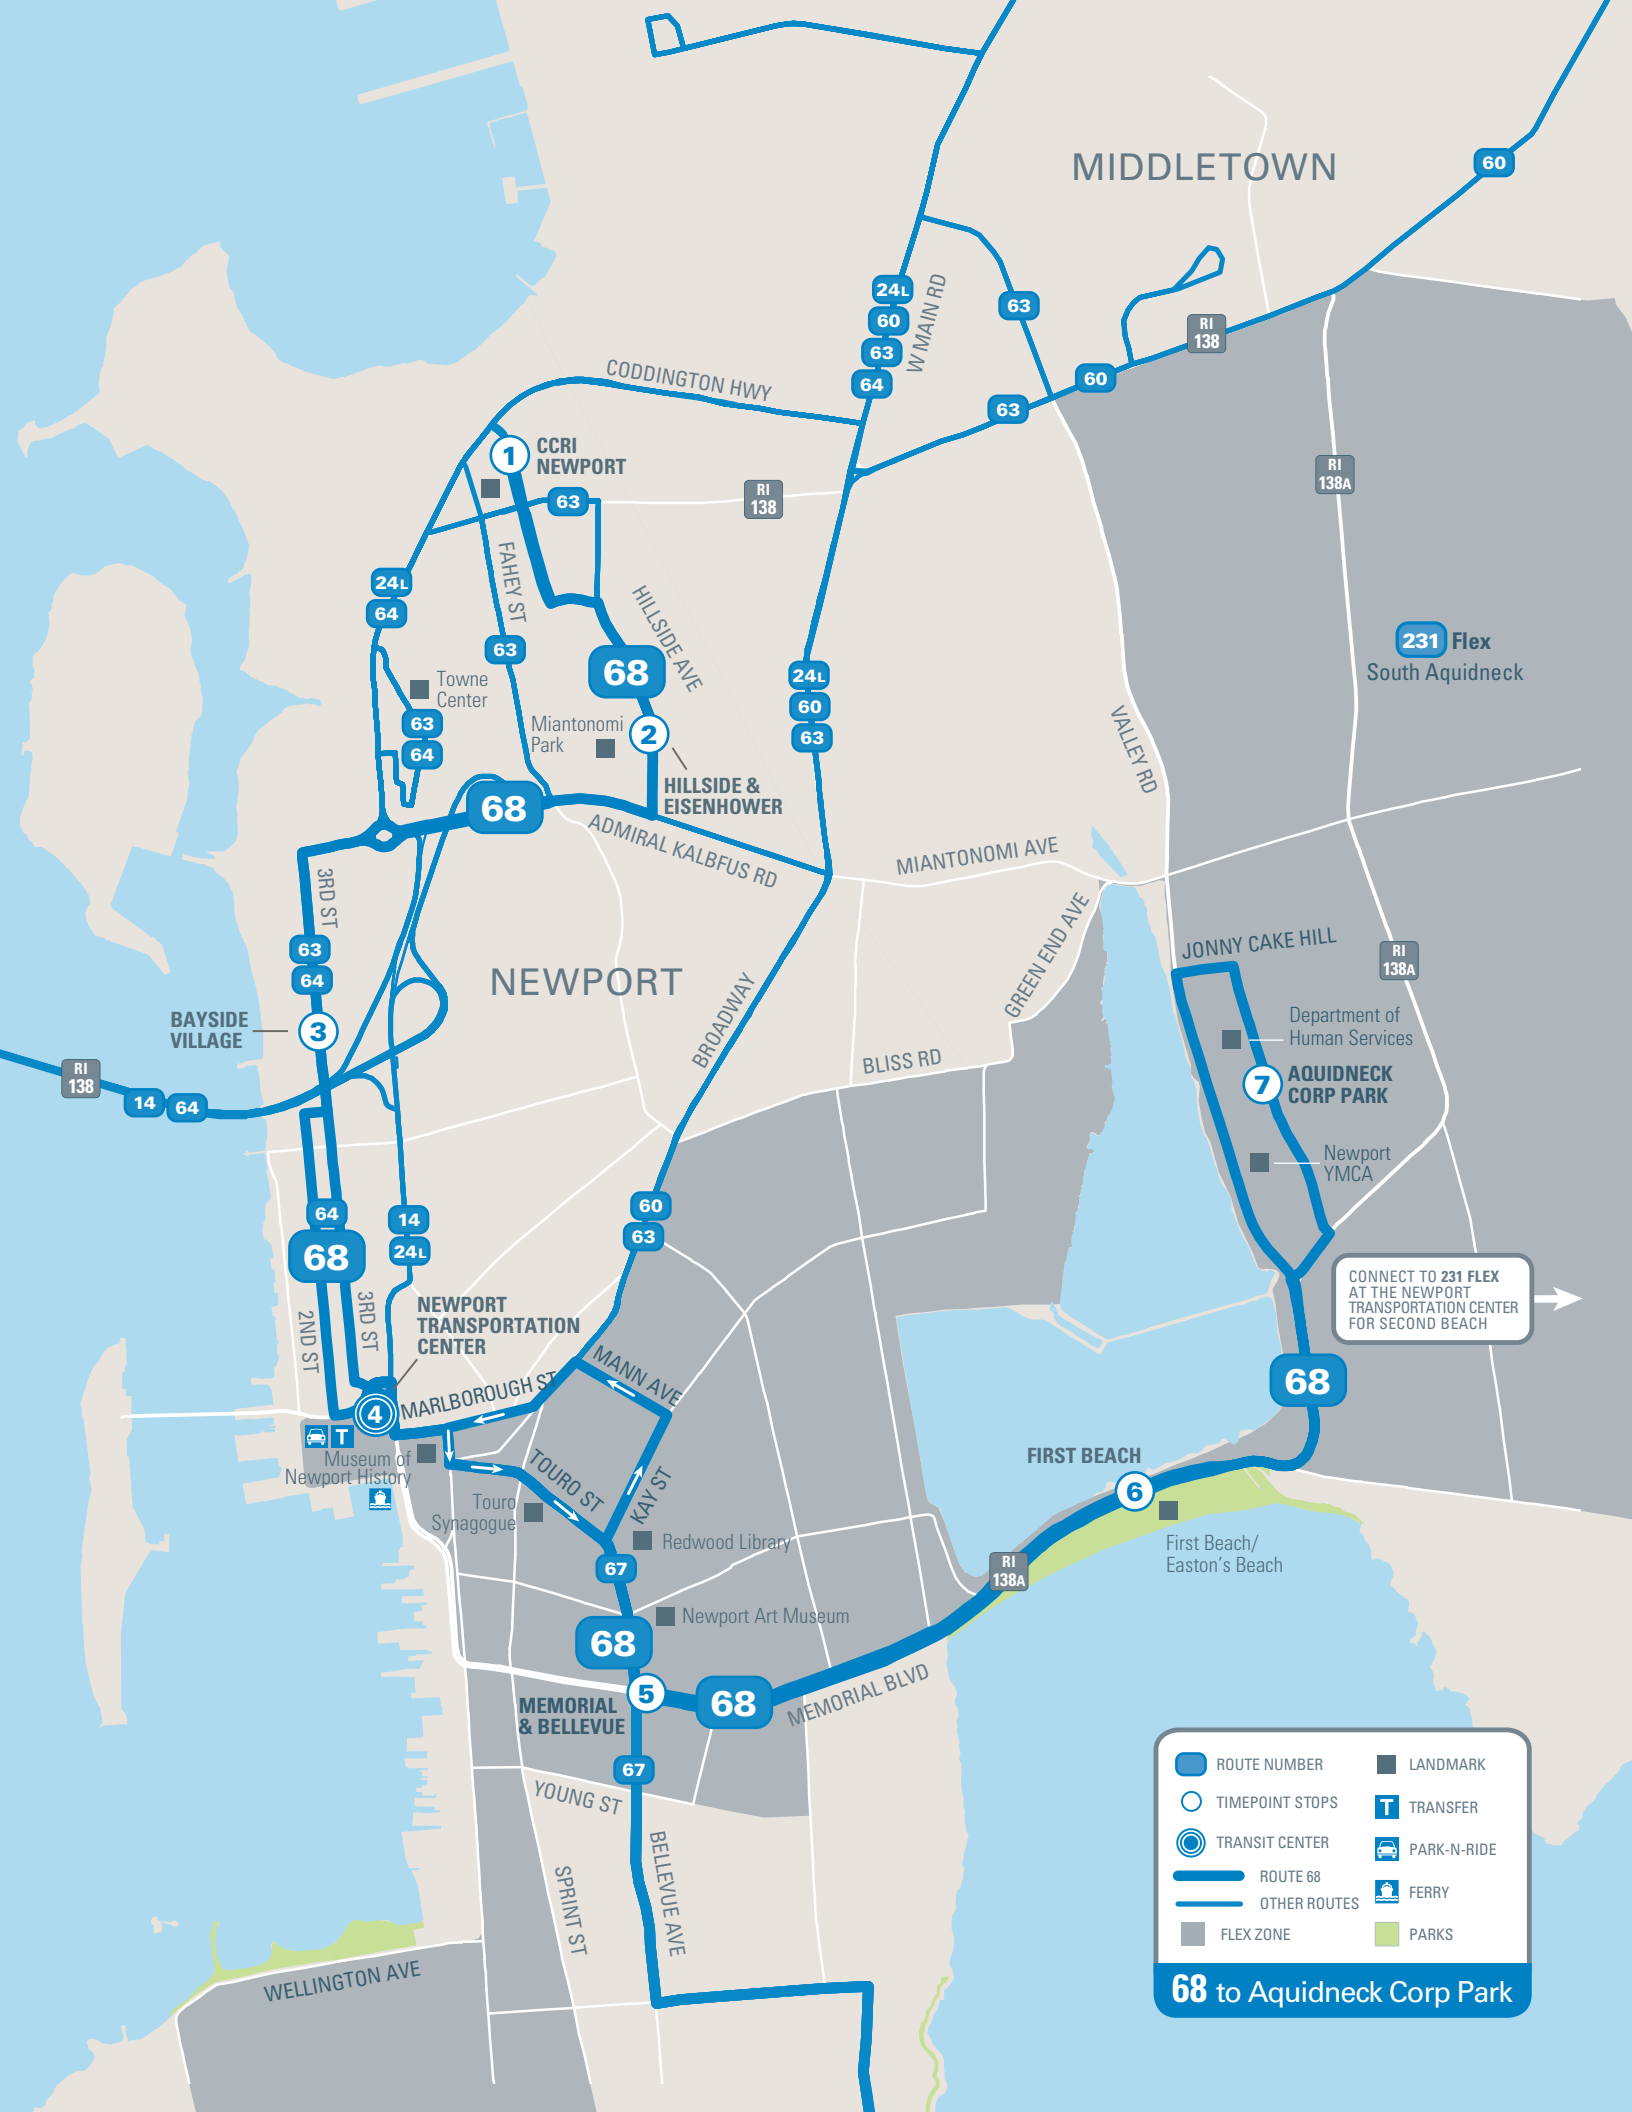 MIDDLETOWN
60
24L
60
63
64
W MAIN RD
63
RI
138
60
63
CODDINGTON HWY
1
CCRI
NEWPORT
63
RI
138
RI
138A
FAHEY ST
24L
64
63
HILLSIDE AVE
68
231 Flex
South Aquidneck
Towne
Center
63
64
Miantonomi
Park
2
24L
60
63
VALLEY RD
HILLSIDE &
EISENHOWER
68
ADMIRAL KALBFUS RD
MIANTONOMI AVE
3RD ST
GREEN END AVE
JONNY CAKE HILL
RI
138A
63
64
NEWPORT
BROADWAY
BAYSIDE
VILLAGE
3
Department of
Human Services
BLISS RD
7
AQUIDNECK
CORP PARK
RI
138
14
64
Newport
YMCA
64
68
14
24L
60
63
2ND ST
3RD ST
NEWPORT
TRANSPORTATION
CENTER
CONNECT TO 231 FLEX
AT THE NEWPORT
TRANSPORTATION CENTER
FOR SECOND BEACH
MANN AVE
68
4
MARLBOROUGH ST
T
Museum of
Newport History
TOURO ST
KAY ST
Touro
Synagogue
FIRST BEACH
6
Redwood Library
First Beach/
Easton's Beach
67
RI
138A
Newport Art Museum
68
5
68
MEMORIAL
& BELLEVUE
MEMORIAL BLVD
67
YOUNG ST
BELLEVUE AVE
SPRINT ST
WELLINGTON AVE
ROUTE NUMBER
TIMEPOINT STOPS
TRANSIT CENTER
ROUTE 68
OTHER ROUTES
FLEX ZONE
LANDMARK
T TRANSFER
PARK-N-RIDE
FERRY
PARKS
68 to Aquidneck Corp Park